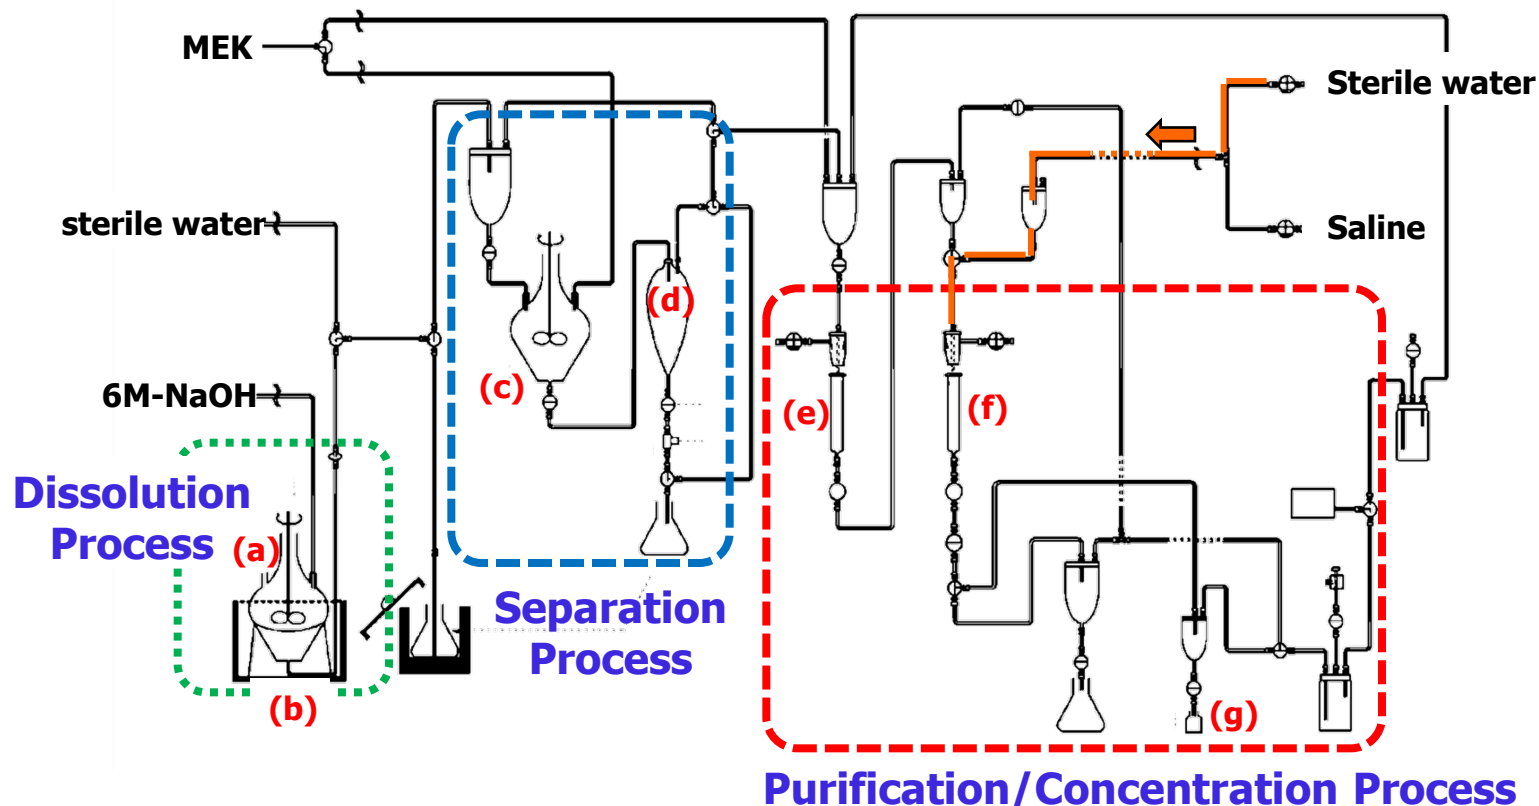 MEK
Sterile water
sterile water
Saline
(d)
(c)
6M-NaOH
(e)
(f)
Dissolution
Process
(a)
Separation
Process
(b)
(g)
Purification/Concentration Process